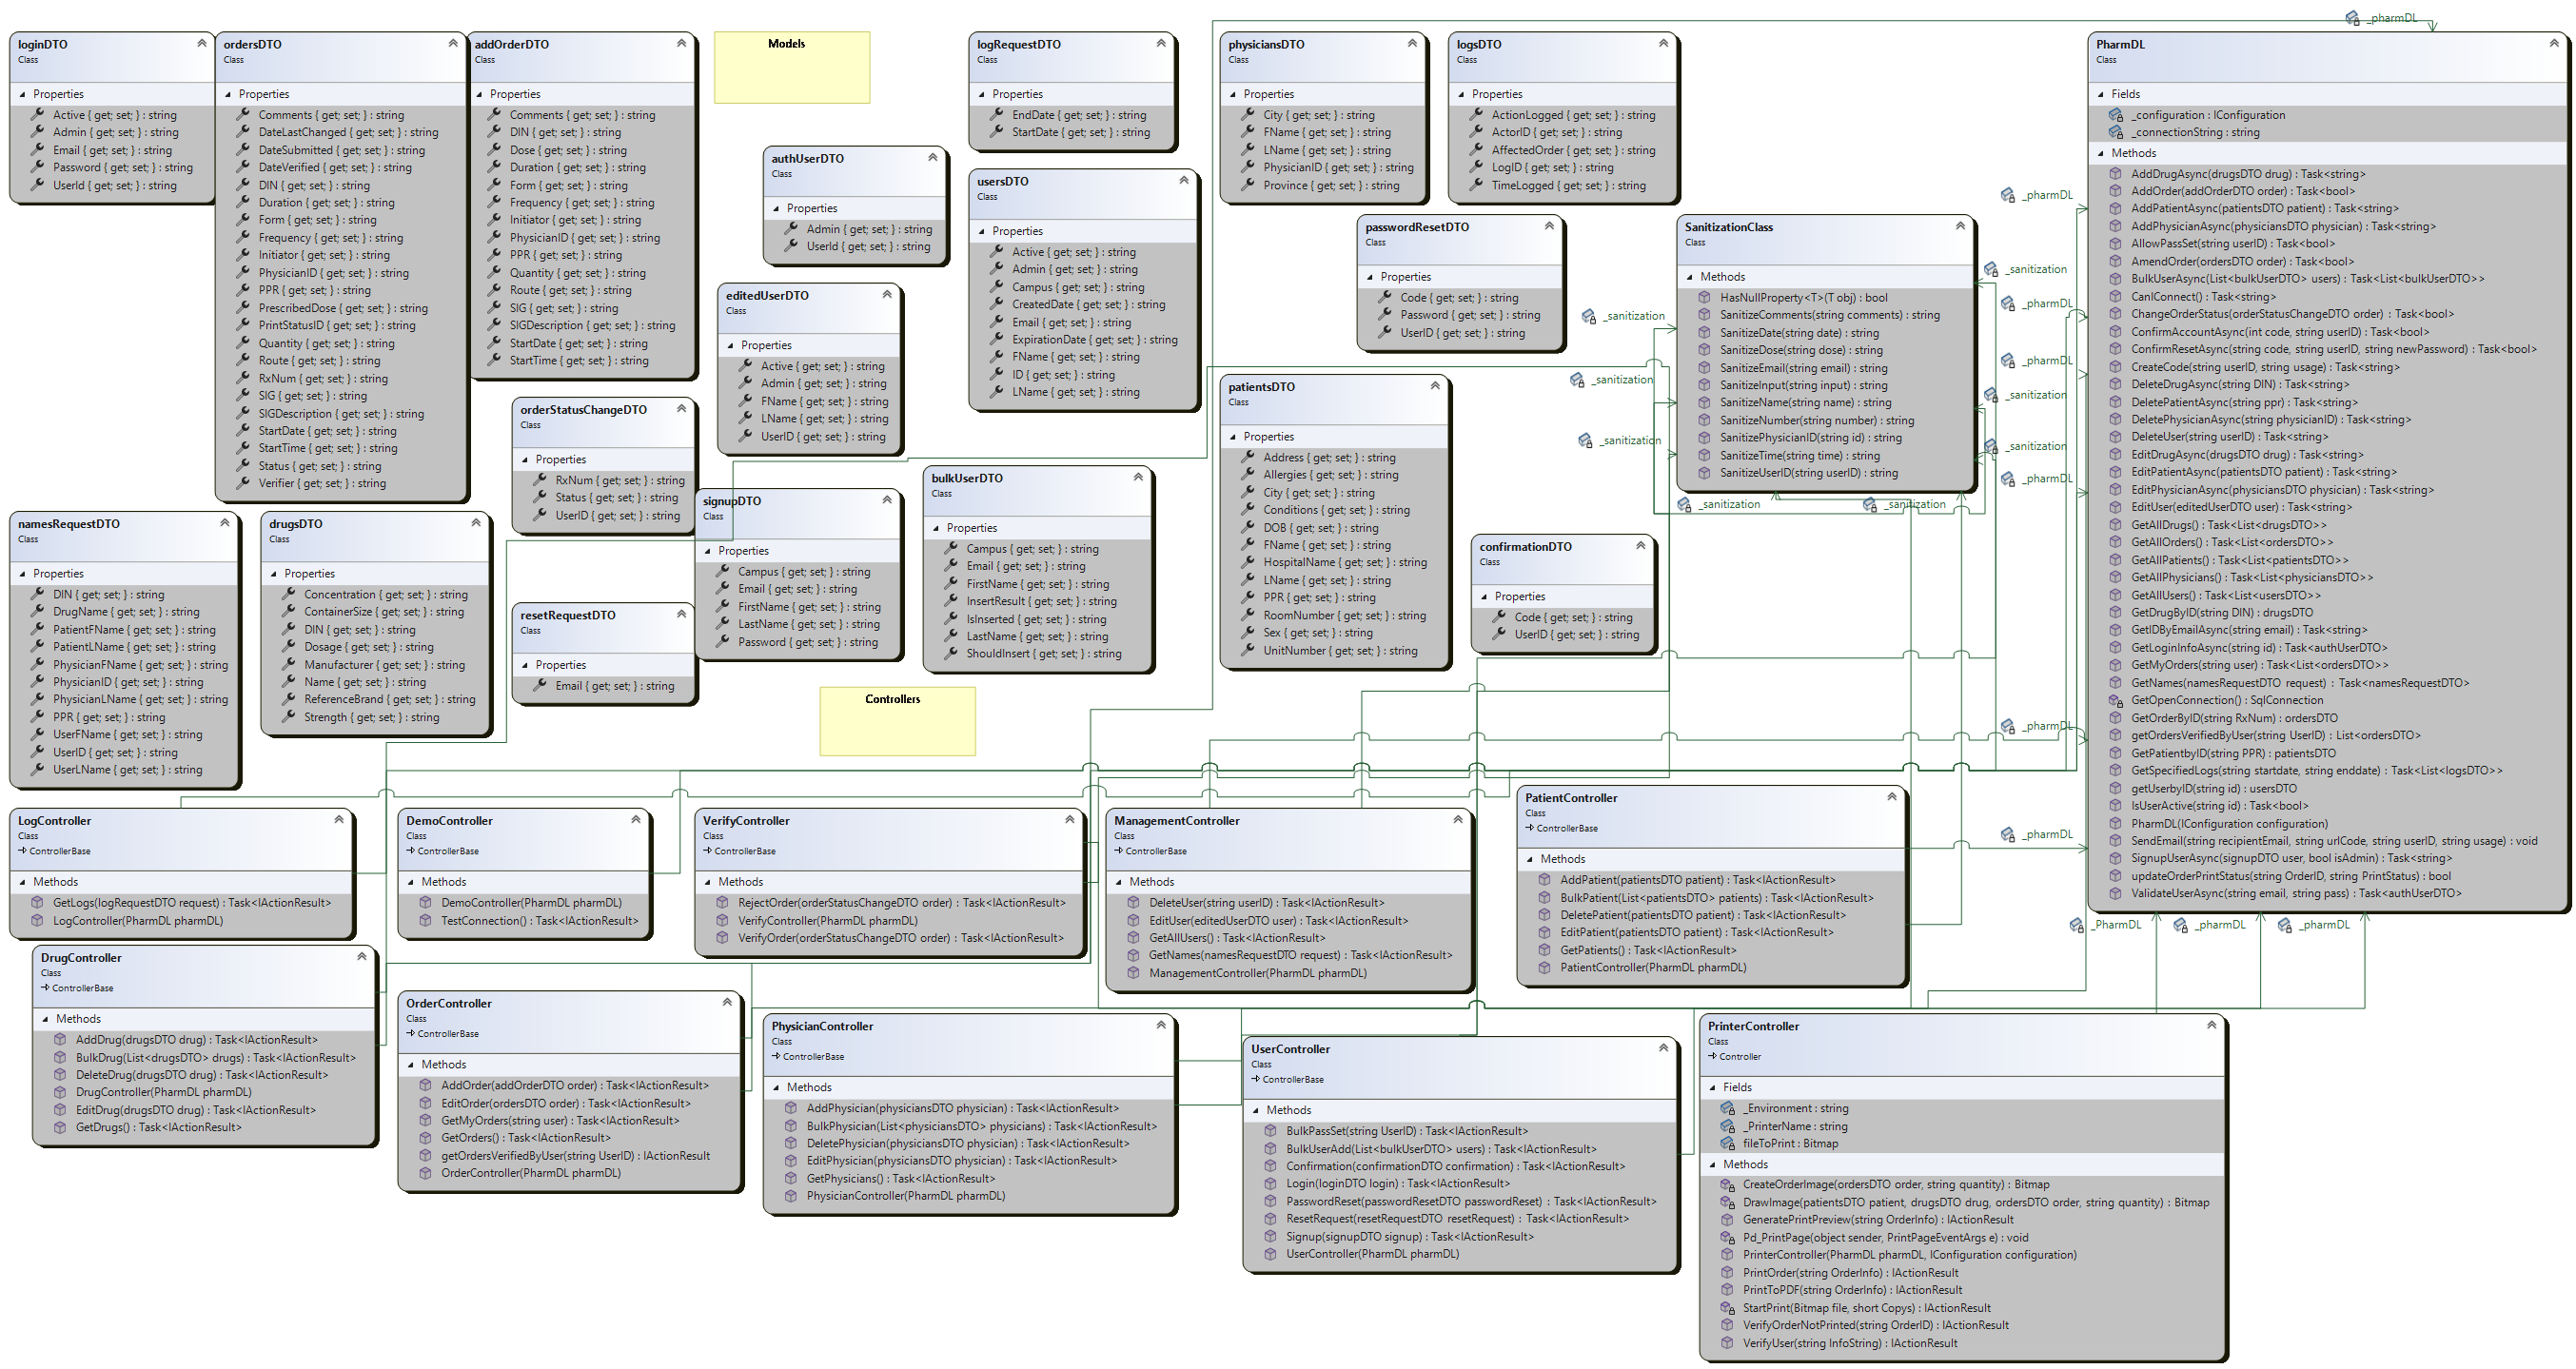 loginDTO
Class
Properties
Active { get; set; } : string
Admin { get; set; } : string
Email { get; set; } : string
Password { get; set; } : string
UserId { get; set; } : string
ordersDTO
Class
Properties
Comments { get; set; } : string
DateLastChanged { get; set; } : string
DateSubmitted { get; set; } : string
DateVerified { get; set; } : string
DIN { get; set; } : string
Duration { get; set; } : string
Form { get; set; } : string
Frequency { get; set; } : string
Initiator { get; set; } : string
PhysicianID { get; set; } : string
PPR { get; set; } : string
PrescribedDose { get; set; } : string
PrintStatusID { get; set; } : string
Quantity { get; set; } : string
Route { get; set; } : string
RxNum { get; set; } : string
SIG { get; set; } : string
SIGDescription { get; set; } : string
StartDate { get; set; } : string
StartTime { get; set; } : string
Status { get; set; } : string
Verifier { get; set; } : string
addOrderDTO
Class
Properties
Comments { get; set; } : string
DIN { get; set; } : string
Dose { get; set; } : string
Duration { get; set; } : string
Form { get; set; } : string
Frequency { get; set; } : string
Initiator { get; set; } : string
PhysicianID { get; set; } : string
PPR { get; set; } : string
Quantity { get; set; } : string
Route { get; set; } : string
SIG { get; set; } : string
SIGDescription { get; set; } : string
StartDate { get; set; } : string
StartTime { get; set; } : string
Models
authUserDTO
Class
Properties
Admin { get; set; } : string
UserId { get; set; } : string
editedUserDTO
Class
Properties
Active { get; set; } : string
Admin { get; set; } : string
FName { get; set; } : string
LName { get; set; } : string
UserID { get; set; } : string
logRequestDTO
Class
Properties
EndDate { get; set; } : string
StartDate { get; set; } : string
usersDTO
Class
Properties
Active { get; set; } : string
Admin { get; set; } : string
Campus { get; set; } : string
CreatedDate { get; set; } : string
Email { get; set; } : string
ExpirationDate { get; set; } : string
FName { get; set; } : string
ID { get; set; } : string
LName { get; set; } : string
physiciansDTO
Class
Properties
City { get; set; } : string
FName { get; set; } : string
LName { get; set; } : string
PhysicianID { get; set; } : string
Province { get; set; } : string
logsDTO
Class
Properties
ActionLogged { get; set; } : string
ActorID { get; set; } : string
AffectedOrder { get; set; } : string
LogID { get; set; } : string
TimeLogged { get; set; } : string
passwordResetDTO
Class
Properties
Code { get; set; } : string
Password { get; set; } : string
UserID { get; set; } : string
SanitizationClass
Class
Methods
HasNullProperty<T>(T obj) : bool
SanitizeComments(string comments) : string
SanitizeDate(string date) : string
SanitizeDose(string dose) : string
SanitizeEmail(string email) : string
SanitizeInput(string input) : string
SanitizeName(string name) : string
SanitizeNumber(string number) : string
SanitizePhysicianID(string id) : string
SanitizeTime(string time) : string
SanitizeUserID(string userID) : string
_sanitization
_sanitization
_sanitization
_sanitization
_sanitization
_sanitization
_sanitization
_sanitization
_pharmDL
_pharmDL
_pharmDL
_pharmDL
_pharmDL
_pharmDL
_pharmDL
_PharmDL
_pharmDL
_pharmDL
PharmDL
Class
Fields
_configuration : IConfiguration
_connectionString : string
Methods
AddDrugAsync(drugsDTO drug) : Task<string>
AddOrder(addOrderDTO order) : Task<bool>
AddPatientAsync(patientsDTO patient) : Task<string>
AddPhysicianAsync(physiciansDTO physician) : Task<string>
AllowPassSet(string userID) : Task<bool>
AmendOrder(ordersDTO order) : Task<bool>
BulkUserAsync(List<bulkUserDTO> users) : Task<List<bulkUserDTO>>
CanIConnect() : Task<string>
ChangeOrderStatus(orderStatusChangeDTO order) : Task<bool>
ConfirmAccountAsync(int code, string userID) : Task<bool>
ConfirmResetAsync(string code, string userID, string newPassword) : Task<bool>
CreateCode(string userID, string usage) : Task<string>
DeleteDrugAsync(string DIN) : Task<string>
DeletePatientAsync(string ppr) : Task<string>
DeletePhysicianAsync(string physicianID) : Task<string>
DeleteUser(string userID) : Task<string>
EditDrugAsync(drugsDTO drug) : Task<string>
EditPatientAsync(patientsDTO patient) : Task<string>
EditPhysicianAsync(physiciansDTO physician) : Task<string>
EditUser(editedUserDTO user) : Task<string>
GetAllDrugs() : Task<List<drugsDTO>>
GetAllOrders() : Task<List<ordersDTO>>
GetAllPatients() : Task<List<patientsDTO>>
GetAllPhysicians() : Task<List<physiciansDTO>>
GetAllUsers() : Task<List<usersDTO>>
GetDrugByID(string DIN) : drugsDTO
GetIDByEmailAsync(string email) : Task<string>
GetLoginInfoAsync(string id) : Task<authUserDTO>
GetMyOrders(string user) : Task<List<ordersDTO>>
GetNames(namesRequestDTO request) : Task<namesRequestDTO>
GetOpenConnection() : SqlConnection
GetOrderByID(string RxNum) : ordersDTO
getOrdersVerifiedByUser(string UserID) : List<ordersDTO>
GetPatientbyID(string PPR) : patientsDTO
GetSpecifiedLogs(string startdate, string enddate) : Task<List<logsDTO>>
getUserbyID(string id) : usersDTO
IsUserActive(string id) : Task<bool>
PharmDL(IConfiguration configuration)
SendEmail(string recipientEmail, string urlCode, string userID, string usage) : void
SignupUserAsync(signupDTO user, bool isAdmin) : Task<string>
updateOrderPrintStatus(string OrderID, string PrintStatus) : bool
ValidateUserAsync(string email, string pass) : Task<authUserDTO>
orderStatusChangeDTO
Class
Properties
RxNum { get; set; } : string
Status { get; set; } : string
UserID { get; set; } : string
signupDTO
Class
Properties
Campus { get; set; } : string
Email { get; set; } : string
FirstName { get; set; } : string
LastName { get; set; } : string
Password { get; set; } : string
bulkUserDTO
Class
Properties
Campus { get; set; } : string
Email { get; set; } : string
FirstName { get; set; } : string
InsertResult { get; set; } : string
IsInserted { get; set; } : string
LastName { get; set; } : string
ShouldInsert { get; set; } : string
patientsDTO
Class
Properties
Address { get; set; } : string
Allergies { get; set; } : string
City { get; set; } : string
Conditions { get; set; } : string
DOB { get; set; } : string
FName { get; set; } : string
HospitalName { get; set; } : string
LName { get; set; } : string
PPR { get; set; } : string
RoomNumber { get; set; } : string
Sex { get; set; } : string
UnitNumber { get; set; } : string
confirmationDTO
Class
Properties
Code { get; set; } : string
UserID { get; set; } : string
namesRequestDTO
Class
Properties
DIN { get; set; } : string
DrugName { get; set; } : string
PatientFName { get; set; } : string
PatientLName { get; set; } : string
PhysicianFName { get; set; } : string
PhysicianID { get; set; } : string
PhysicianLName { get; set; } : string
PPR { get; set; } : string
UserFName { get; set; } : string
UserID { get; set; } : string
UserLName { get; set; } : string
drugsDTO
Class
Properties
Concentration { get; set; } : string
ContainerSize { get; set; } : string
DIN { get; set; } : string
Dosage { get; set; } : string
Manufacturer { get; set; } : string
Name { get; set; } : string
ReferenceBrand { get; set; } : string
Strength { get; set; } : string
resetRequestDTO
Class
Properties
Email { get; set; } : string
Controllers
LogController
Class
ControllerBase
Methods
GetLogs(logRequestDTO request) : Task<IActionResult>
LogController(PharmDL pharmDL)
DemoController
Class
ControllerBase
Methods
DemoController(PharmDL pharmDL)
TestConnection() : Task<IActionResult>
VerifyController
Class
ControllerBase
Methods
RejectOrder(orderStatusChangeDTO order) : Task<IActionResult>
VerifyController(PharmDL pharmDL)
VerifyOrder(orderStatusChangeDTO order) : Task<IActionResult>
ManagementController
Class
ControllerBase
Methods
DeleteUser(string userID) : Task<IActionResult>
EditUser(editedUserDTO user) : Task<IActionResult>
GetAllUsers() : Task<IActionResult>
GetNames(namesRequestDTO request) : Task<IActionResult>
ManagementController(PharmDL pharmDL)
PatientController
Class
ControllerBase
Methods
AddPatient(patientsDTO patient) : Task<IActionResult>
BulkPatient(List<patientsDTO> patients) : Task<IActionResult>
DeletePatient(patientsDTO patient) : Task<IActionResult>
EditPatient(patientsDTO patient) : Task<IActionResult>
GetPatients() : Task<IActionResult>
PatientController(PharmDL pharmDL)
DrugController
Class
ControllerBase
Methods
AddDrug(drugsDTO drug) : Task<IActionResult>
BulkDrug(List<drugsDTO> drugs) : Task<IActionResult>
DeleteDrug(drugsDTO drug) : Task<IActionResult>
DrugController(PharmDL pharmDL)
EditDrug(drugsDTO drug) : Task<IActionResult>
GetDrugs() : Task<IActionResult>
OrderController
Class
ControllerBase
Methods
AddOrder(addOrderDTO order) : Task<IActionResult>
EditOrder(ordersDTO order) : Task<IActionResult>
GetMyOrders(string user) : Task<IActionResult>
GetOrders() : Task<IActionResult>
getOrdersVerifiedByUser(string UserID) : IActionResult
OrderController(PharmDL pharmDL)
PhysicianController
Class
ControllerBase
Methods
AddPhysician(physiciansDTO physician) : Task<IActionResult>
BulkPhysician(List<physiciansDTO> physicians) : Task<IActionResult>
DeletePhysician(physiciansDTO physician) : Task<IActionResult>
EditPhysician(physiciansDTO physician) : Task<IActionResult>
GetPhysicians() : Task<IActionResult>
PhysicianController(PharmDL pharmDL)
UserController
Class
ControllerBase
Methods
BulkPassSet(string UserID) : Task<IActionResult>
BulkUserAdd(List<bulkUserDTO> users) : Task<IActionResult>
Confirmation(confirmationDTO confirmation) : Task<IActionResult>
Login(loginDTO login) : Task<IActionResult>
PasswordReset(passwordResetDTO passwordReset) : Task<IActionResult>
ResetRequest(resetRequestDTO resetRequest) : Task<IActionResult>
Signup(signupDTO signup) : Task<IActionResult>
UserController(PharmDL pharmDL)
PrinterController
Class
Controller
Fields
_Environment : string
_PrinterName : string
fileToPrint : Bitmap
Methods
CreateOrderImage(ordersDTO order, string quantity) : Bitmap
DrawImage(patientsDTO patient, drugsDTO drug, ordersDTO order, string quantity) : Bitmap
GeneratePrintPreview(string OrderInfo) : IActionResult
Pd_PrintPage(object sender, PrintPageEventArgs e) : void
PrinterController(PharmDL pharmDL, IConfiguration configuration)
PrintOrder(string OrderInfo) : IActionResult
PrintToPDF(string OrderInfo) : IActionResult
StartPrint(Bitmap file, short Copys) : IActionResult
VerifyOrderNotPrinted(string OrderID) : IActionResult
VerifyUser(string InfoString) : IActionResult